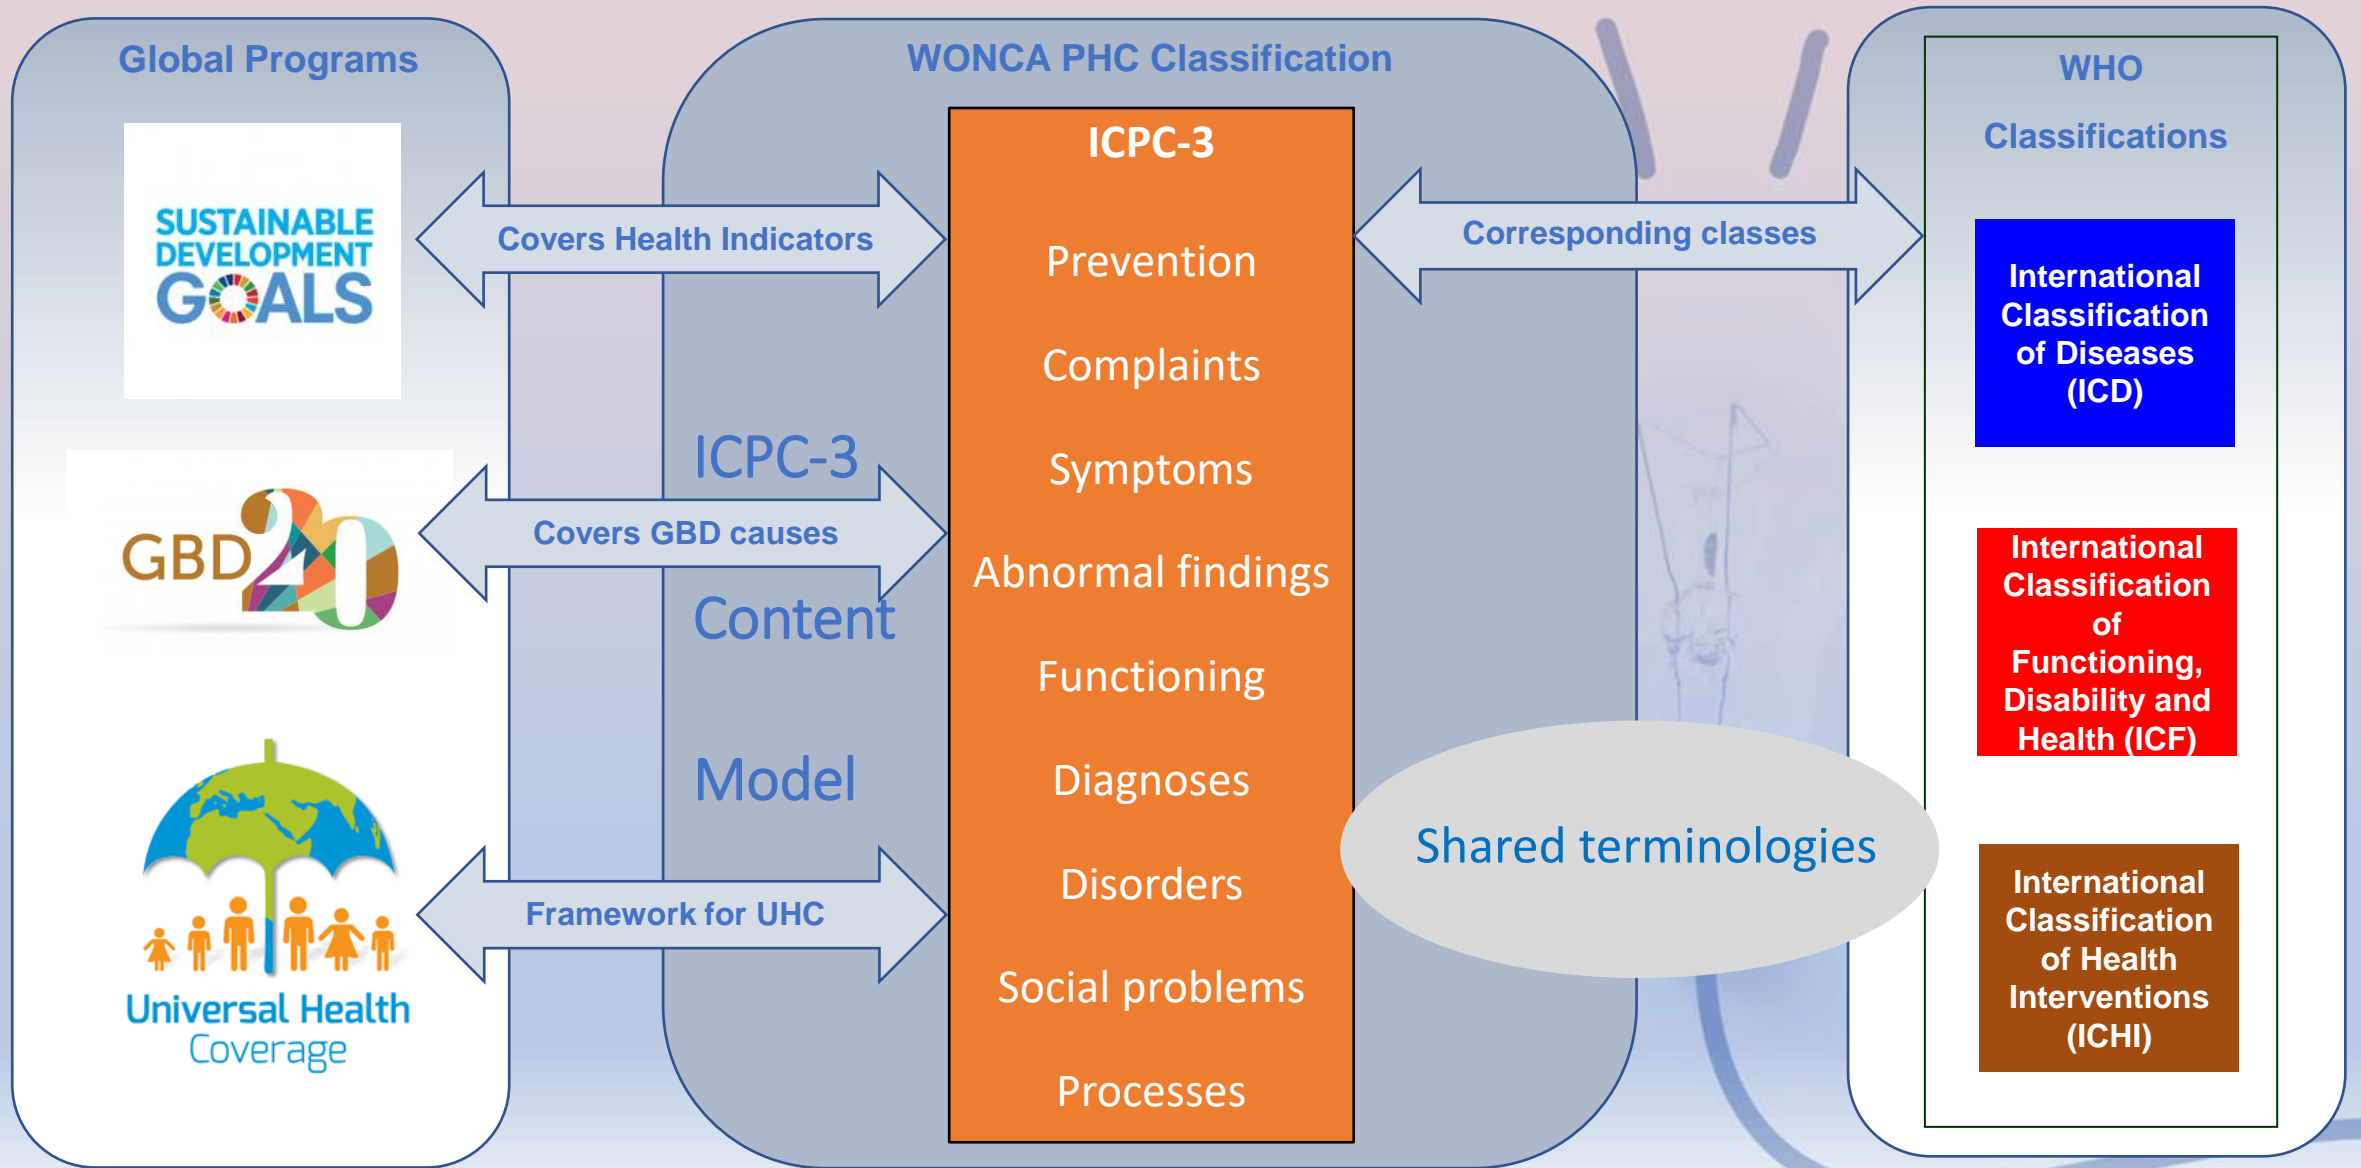 Global Programs
SUSTAINABLE
DEVELOPMENT
GOALS
GBD 20
Universal Health
Coverage
WONCA PHC Classification
Covers Health Indicators
Covers GBD causes
Framework for UHC
ICPC-3
Content
Model
ICPC-3
Prevention
Complaints
Symptoms
Abnormal findings
Functioning
Diagnoses
Disorders
Social problems
Processes
Corresponding classes
Shared terminologies
WHO
Classifications
International
Classification
of Diseases
(ICD)
International
Classification
of
Functioning,
Disability and
Health (ICF)
International
Classification
of Health
Interventions
(ICHI)